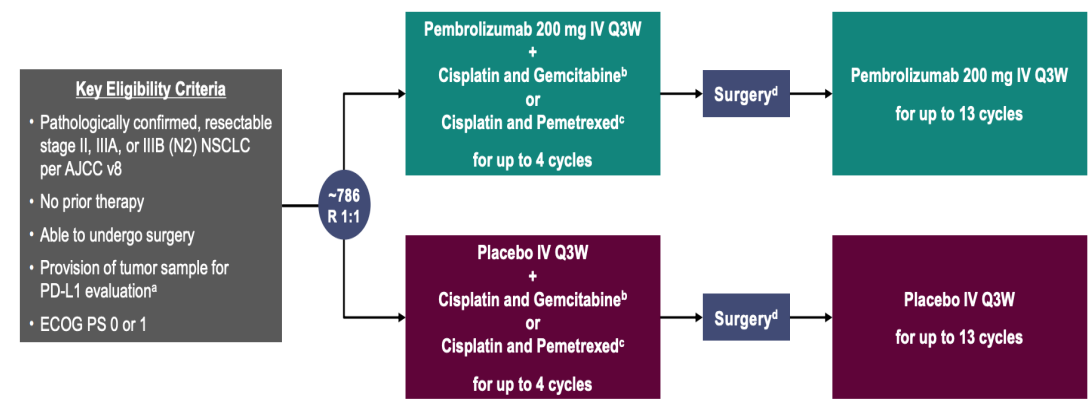 Key Eligibility Criteria
• Pathologically confirmed, resectable
stage II, IIIA, or IIIB (N2) NSCLC
per AJCC v8
• No prior therapy
• Able to undergo surgery
• Provision of tumor sample for
PD-L1 evaluationᵃ
• ECOG PS 0 or 1
~786
R 1:1
Pembrolizumab 200 mg IV Q3W
+
Cisplatin and Gemcitabineᵇ
or
Cisplatin and Pemetrexedᶜ
for up to 4 cycles
Surgeryᵈ
Pembrolizumab 200 mg IV Q3W
for up to 13 cycles
Placebo IV Q3W
+
Cisplatin and Gemcitabineᵇ
or
Cisplatin and Pemetrexedᶜ
for up to 4 cycles
Surgeryᵈ
Placebo IV Q3W
for up to 13 cycles